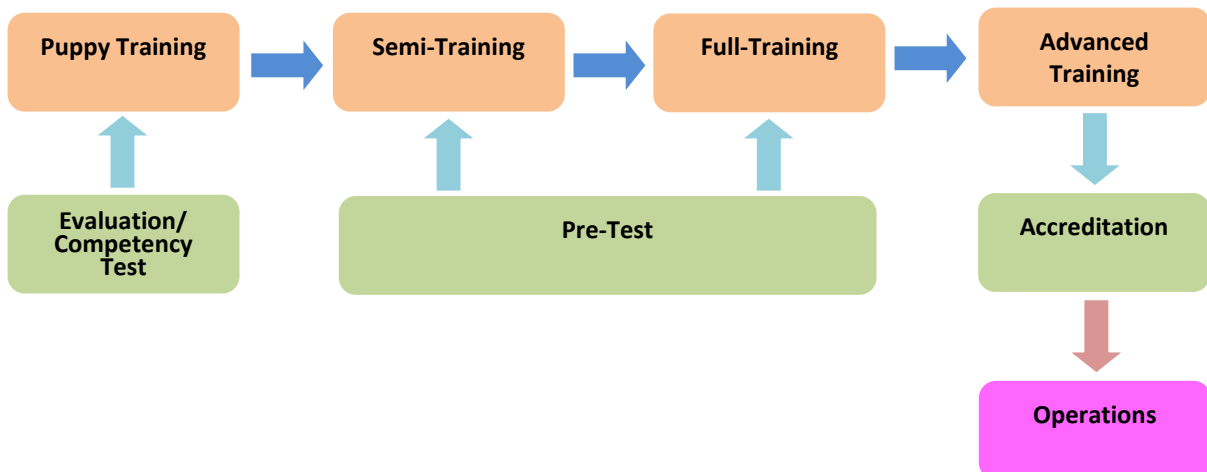 Puppy Training
Semi-Training
Full-Training
Advanced
Training
Evaluation/
Competency
Test
Pre-Test
Accreditation
Operations